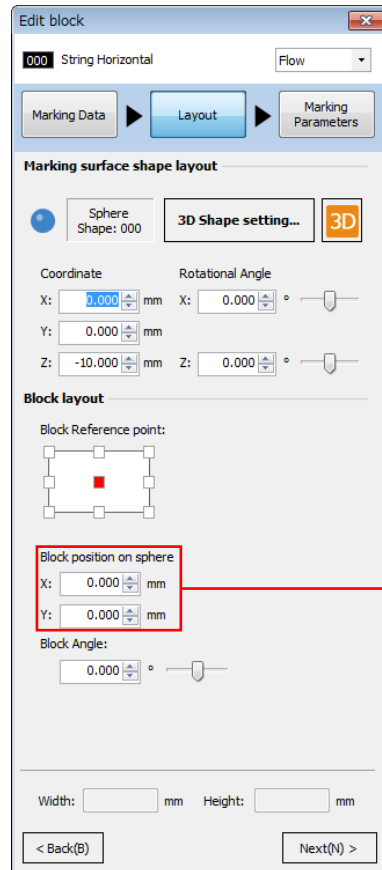 Edit block
000 String Horizontal Flow
Marking Data Layout Marking Parameters
Marking surface shape layout
Sphere
Shape: 000
3D Shape setting...
3D
Coordinate Rotational Angle
X: 0.000 mm X: 0.000 °
Y: 0.000 mm
Z: -10.000 mm Z: 0.000 °
Block layout
Block Reference point:
Block position on sphere
X: 0.000 mm
Y: 0.000 mm
Block Angle:
0.000 °
Width: mm Height: mm
< Back(B) Next(N) >